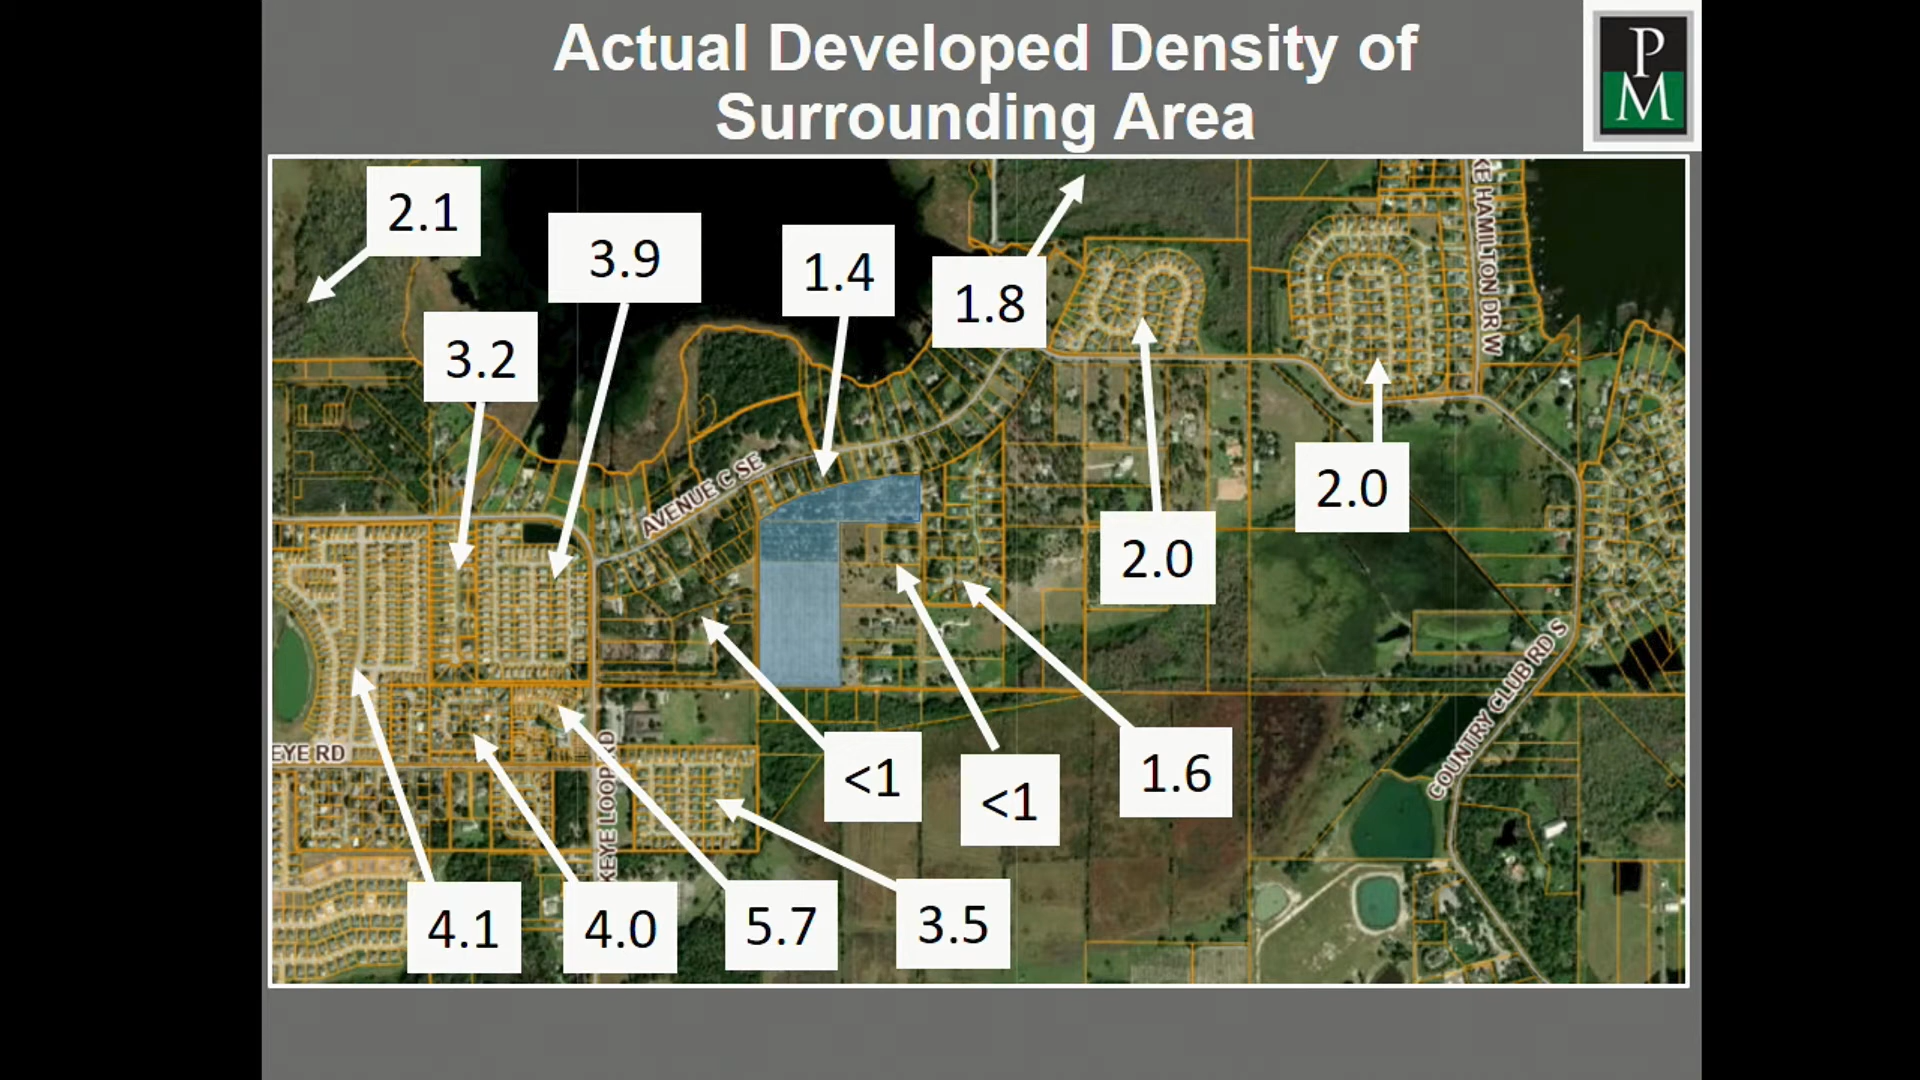 Actual Developed Density of
Surrounding Area
P
M
2.1
3.9
1.4
1.8
3.2
KE HAMILTON DR W
AVENUE C SE
2.0
2.0
COUNTRY CLUB RD S
EYE RD
KEYE LOOP RD
<1
<1
1.6
4.1
4.0
5.7
3.5